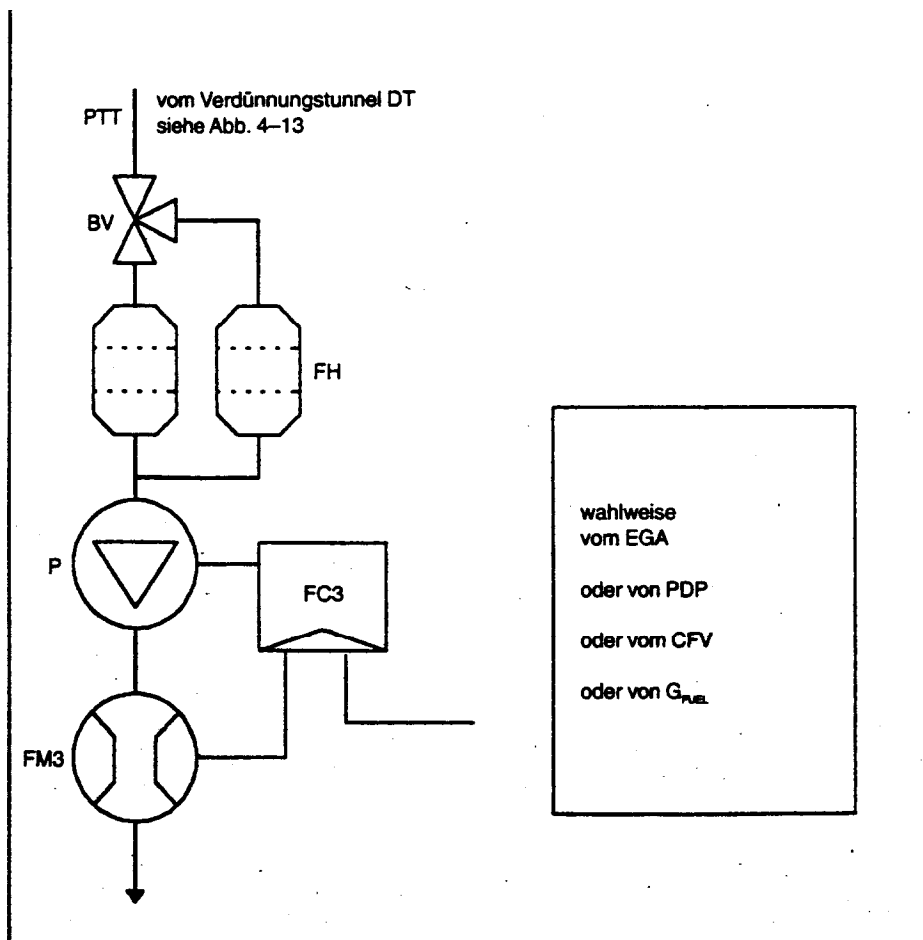 vom Verdünnungstunnel DT
PTT
siehe Abb. 4–13
BV
FH
P
FC3
FM3
wahlweise
vom EGA
oder von PDP
oder vom CFV
oder von G_FUEL